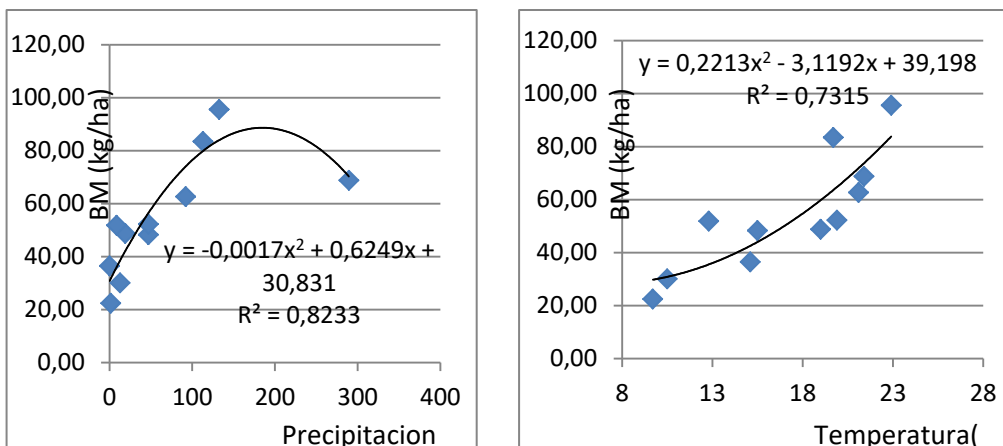 120,00
100,00
80,00
60,00
40,00
20,00
0,00
BM (kg/ha)
y = -0,0017x² + 0,6249x +
30,831
R² = 0,8233
0 100 200 300 400
Precipitacion
120,00
100,00
80,00
60,00
40,00
20,00
0,00
BM (kg/ha)
y = 0,2213x² - 3,1192x + 39,198
R² = 0,7315
8 13 18 23 28
Temperatura(